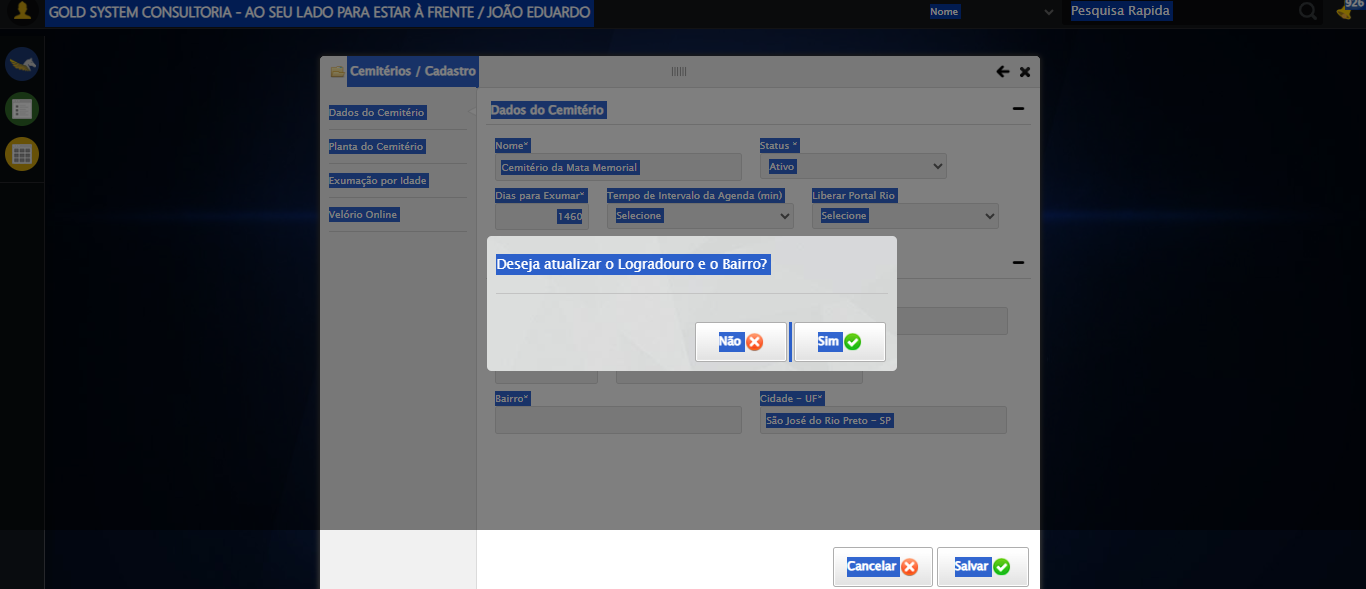 GOLD SYSTEM CONSULTORIA - AO SEU LADO PARA ESTAR À FRENTE / JOÃO EDUARDO
Nome
Pesquisa Rapida
926
Cemitérios / Cadastro
Dados do Cemitério
Planta do Cemitério
Exumação por Idade
Velório Online
Dados do Cemitério
Nome*
Status *
Cemitério da Mata Memorial
Ativo
Dias para Exumar*
Tempo de Intervalo da Agenda (min)
Liberar Portal Rio
1460
Selecione
Selecione
Deseja atualizar o Logradouro e o Bairro?
Não
Sim
Bairro*
Cidade - UF*
São José do Rio Preto - SP
Cancelar
Salvar